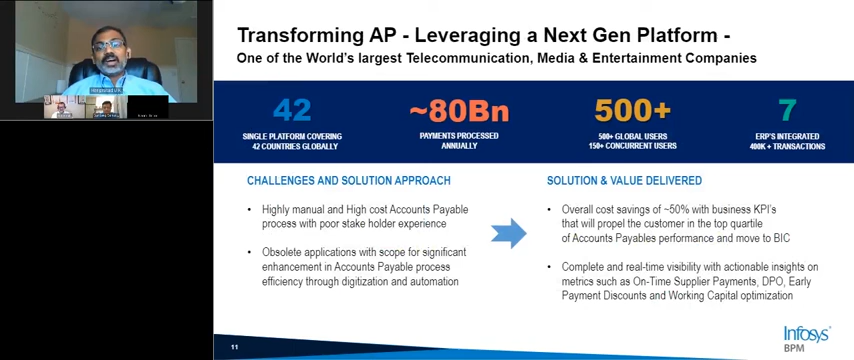 Transforming AP - Leveraging a Next Gen Platform -
One of the World's largest Telecommunication, Media & Entertainment Companies
42
SINGLE PLATFORM COVERING
42 COUNTRIES GLOBALLY
~80Bn
PAYMENTS PROCESSED
ANNUALLY
500+
500+ GLOBAL USERS
150+ CONCURRENT USERS
7
ERP'S INTEGRATED
400K + TRANSACTIONS
CHALLENGES AND SOLUTION APPROACH
• Highly manual and High cost Accounts Payable
process with poor stake holder experience
• Obsolete applications with scope for significant
enhancement in Accounts Payable process
efficiency through digitization and automation
SOLUTION & VALUE DELIVERED
• Overall cost savings of ~50% with business KPI's
that will propel the customer in the top quartile
of Accounts Payables performance and move to BIC
• Complete and real-time visibility with actionable insights on
metrics such as On-Time Supplier Payments, DPO, Early
Payment Discounts and Working Capital optimization
11
Infosys
BPM